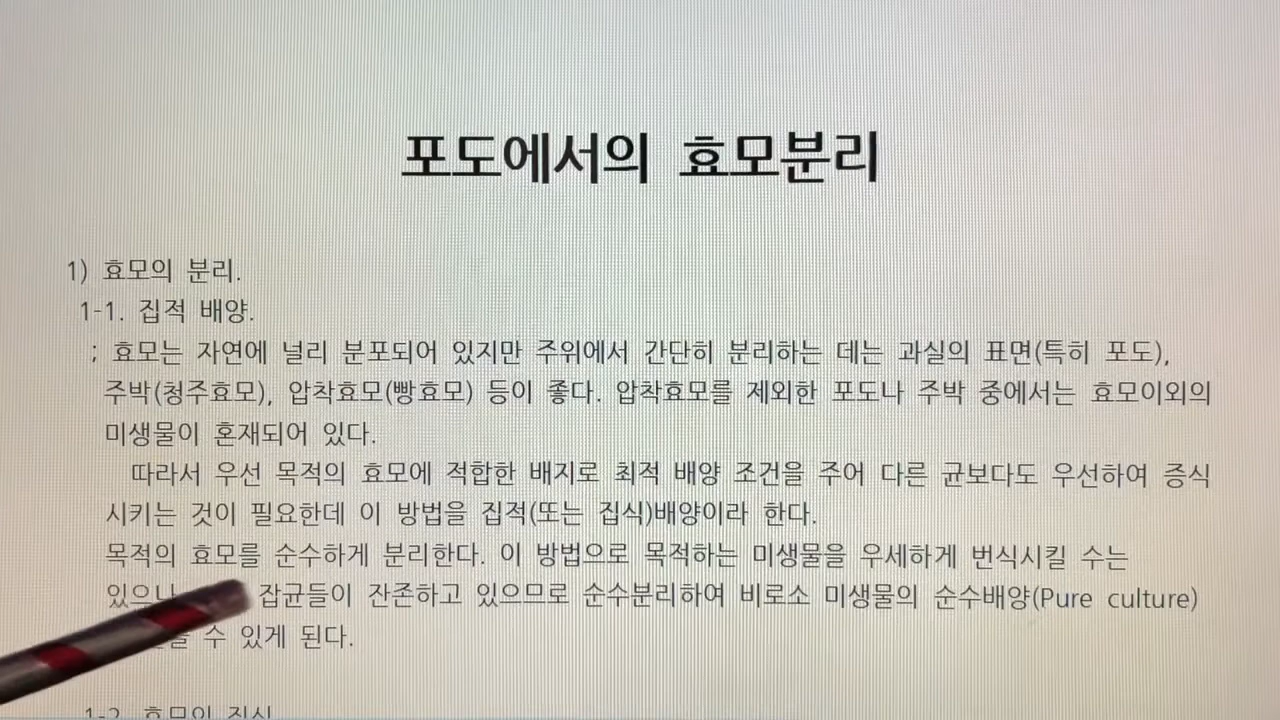 포도에서의 효모분리
1) 효모의 분리.
1-1. 집적 배양.
; 효모는 자연에 널리 분포되어 있지만 주위에서 간단히 분리하는 데는 과실의 표면(특히 포도),
주박(청주효모), 압착효모(빵효모) 등이 좋다. 압착효모를 제외한 포도나 주박 중에서는 효모이외의
미생물이 혼재되어 있다.
따라서 우선 목적의 효모에 적합한 배지로 최적 배양 조건을 주어 다른 균보다도 우선하여 증식
시키는 것이 필요한데 이 방법을 집적(또는 집식)배양이라 한다.
목적의 효모를 순수하게 분리한다. 이 방법으로 목적하는 미생물을 우세하게 번식시킬 수는
있으나 잡균들이 잔존하고 있으므로 순수분리하여 비로소 미생물의 순수배양(Pure culture)
수 있게 된다.
1-2. 효모의